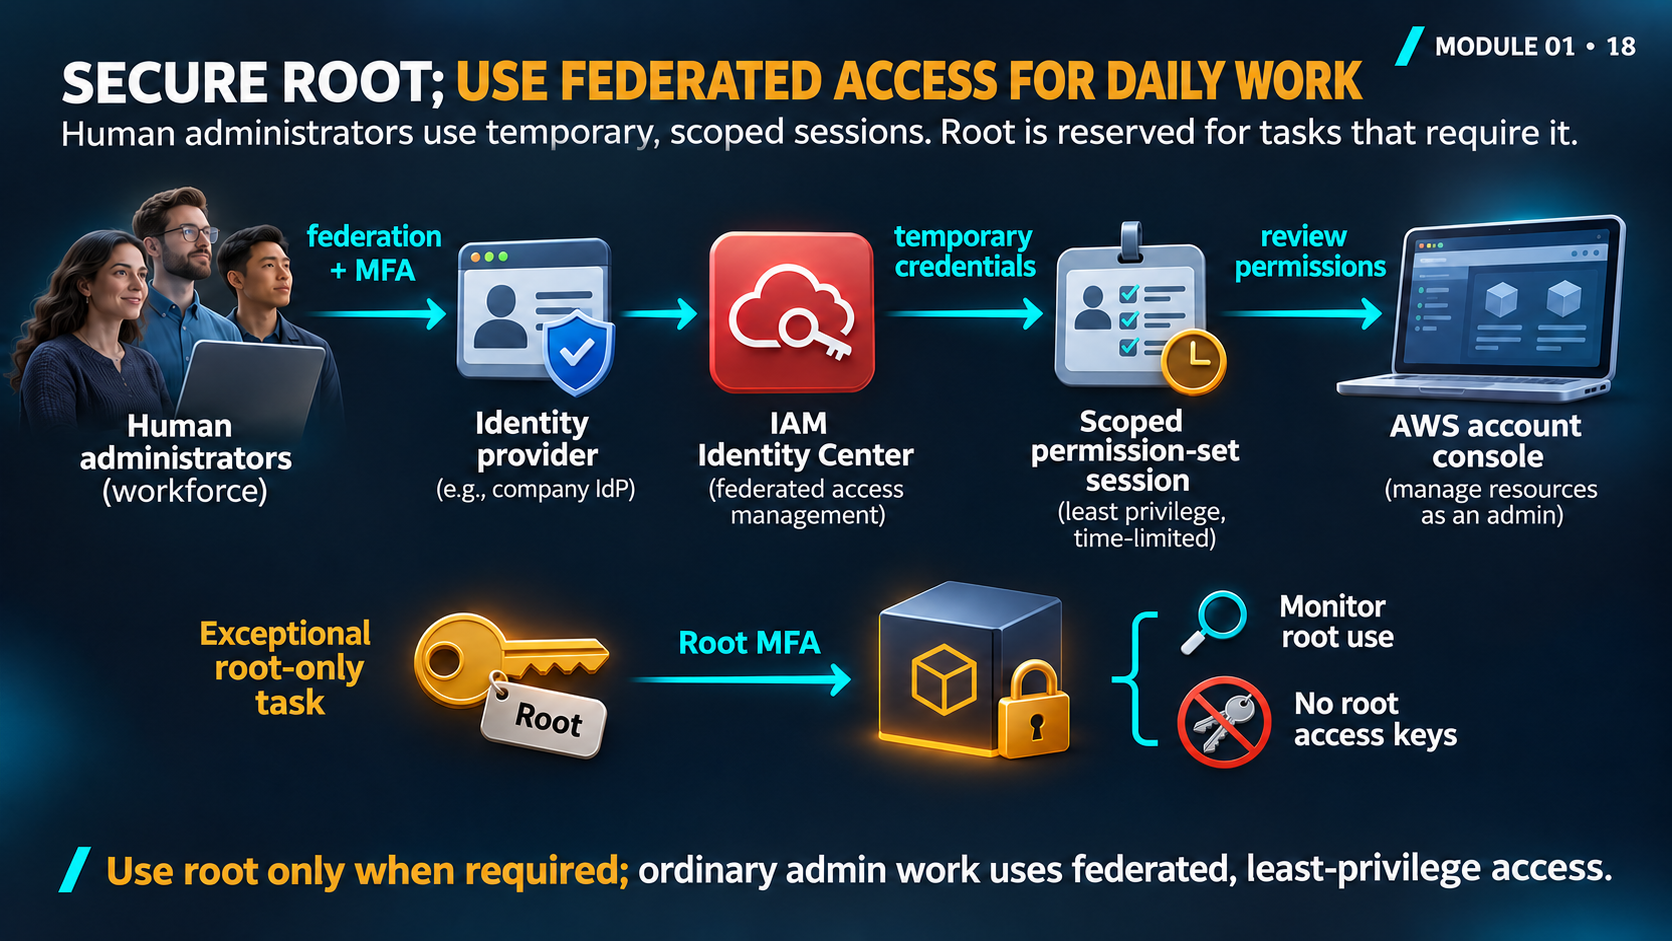 MODULE 01 • 18
SECURE ROOT; USE FEDERATED ACCESS FOR DAILY WORK
Human administrators use temporary, scoped sessions. Root is reserved for tasks that require it.
federation
+ MFA
temporary
credentials
review
permissions
Human
administrators
(workforce)
Identity
provider
(e.g., company IdP)
IAM
Identity Center
(federated access
management)
Scoped
permission-set
session
(least privilege,
time-limited)
AWS account
console
(manage resources
as an admin)
Exceptional
root-only
task
Root
Root MFA
Monitor
root use
No root
access keys
Use root only when required; ordinary admin work uses federated, least-privilege access.